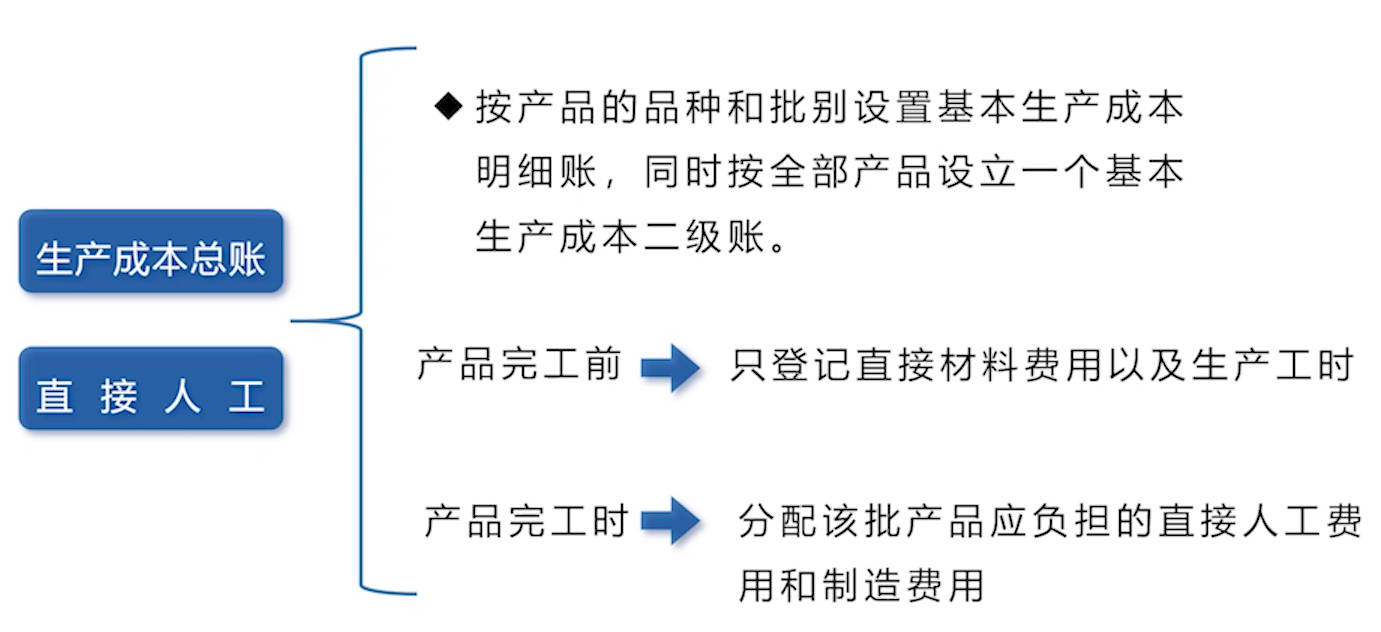 生产成本总账
直接人工
◆按产品的品种和批别设置基本生产成本
明细账，同时按全部产品设立一个基本
生产成本二级账。
产品完工前
只登记直接材料费用以及生产工时
产品完工时
分配该批产品应负担的直接人工费
用和制造费用